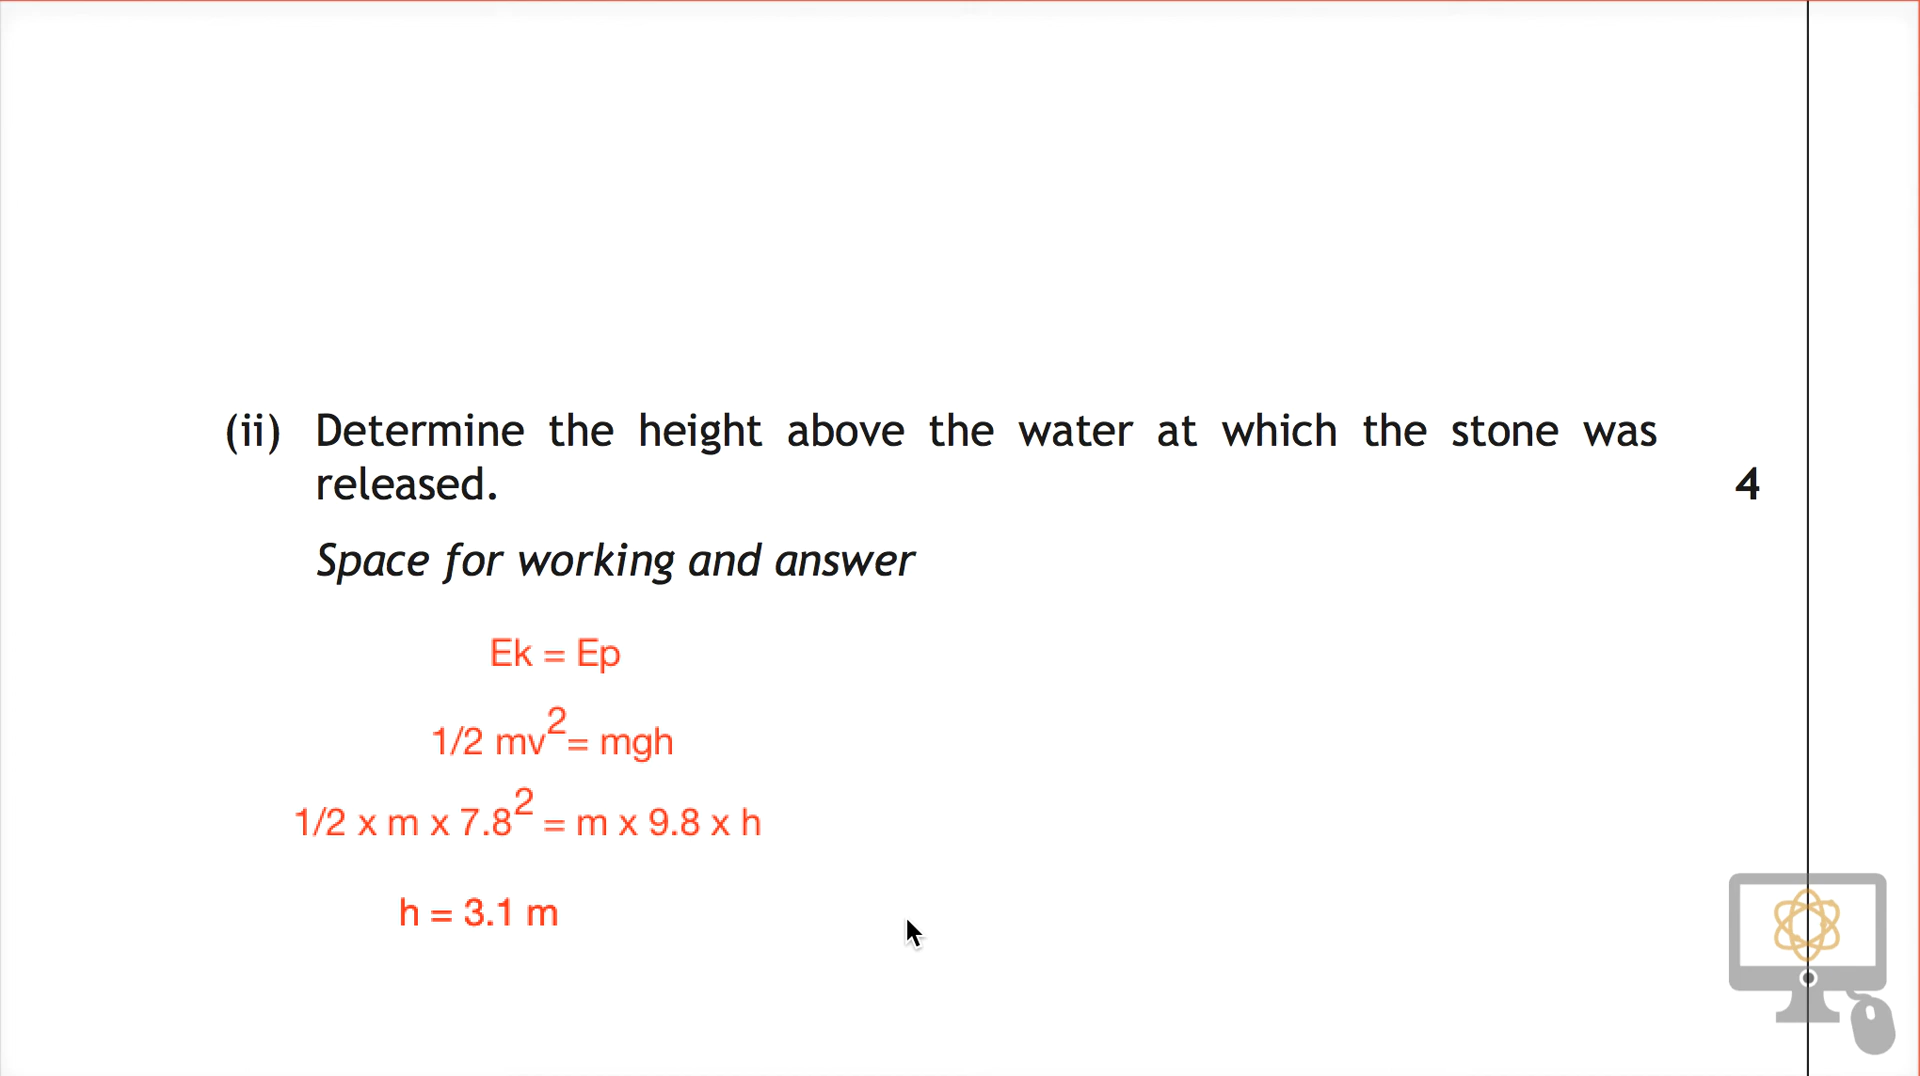 (ii) Determine the height above the water at which the stone was
released. 4
Space for working and answer
Ek = Ep
1/2 mv²= mgh
1/2 x m x 7.8² = m x 9.8 x h
h = 3.1 m